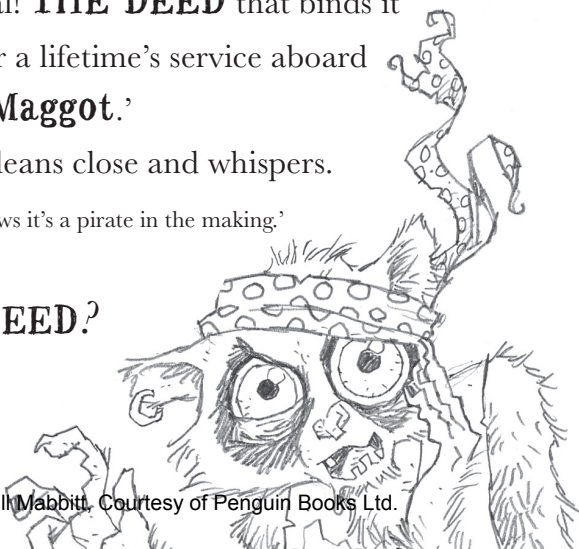 THE DEED that binds it
r a lifetime's service aboard
Maggot.'
leans close and whispers.
ws it's a pirate in the making.'
EED?
ll Mabbitt, Courtesy of Penguin Books Ltd.